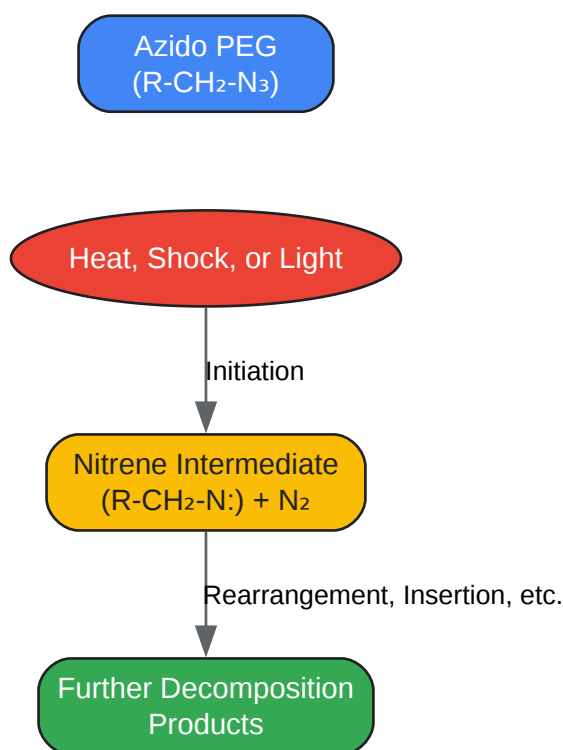 Azido PEG
(R-CH₂-N₃)
Heat, Shock, or Light
Initiation
Nitrene Intermediate
(R-CH₂-N:) + N₂
Rearrangement, Insertion, etc.
Further Decomposition
Products